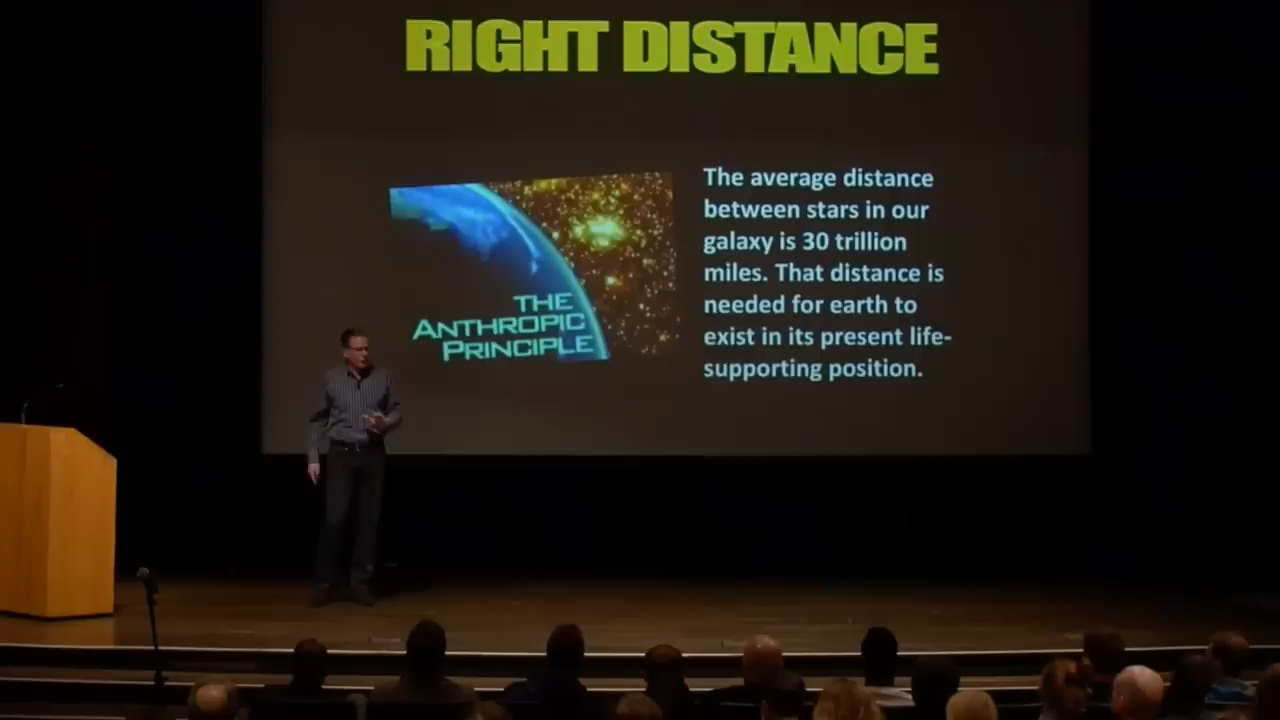 RIGHT DISTANCE
THE
ANTHROPIC
PRINCIPLE
The average distance
between stars in our
galaxy is 30 trillion
miles. That distance is
needed for earth to
exist in its present life-
supporting position.